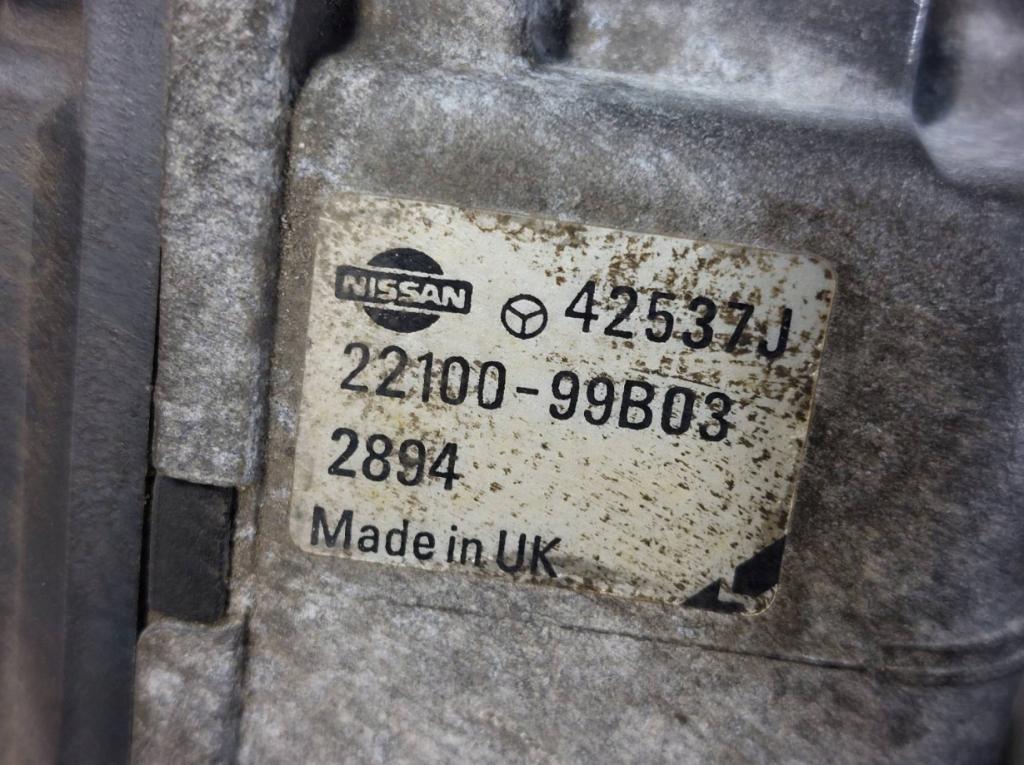 NISSAN 42537J
22100-99B03
2894
Made in UK